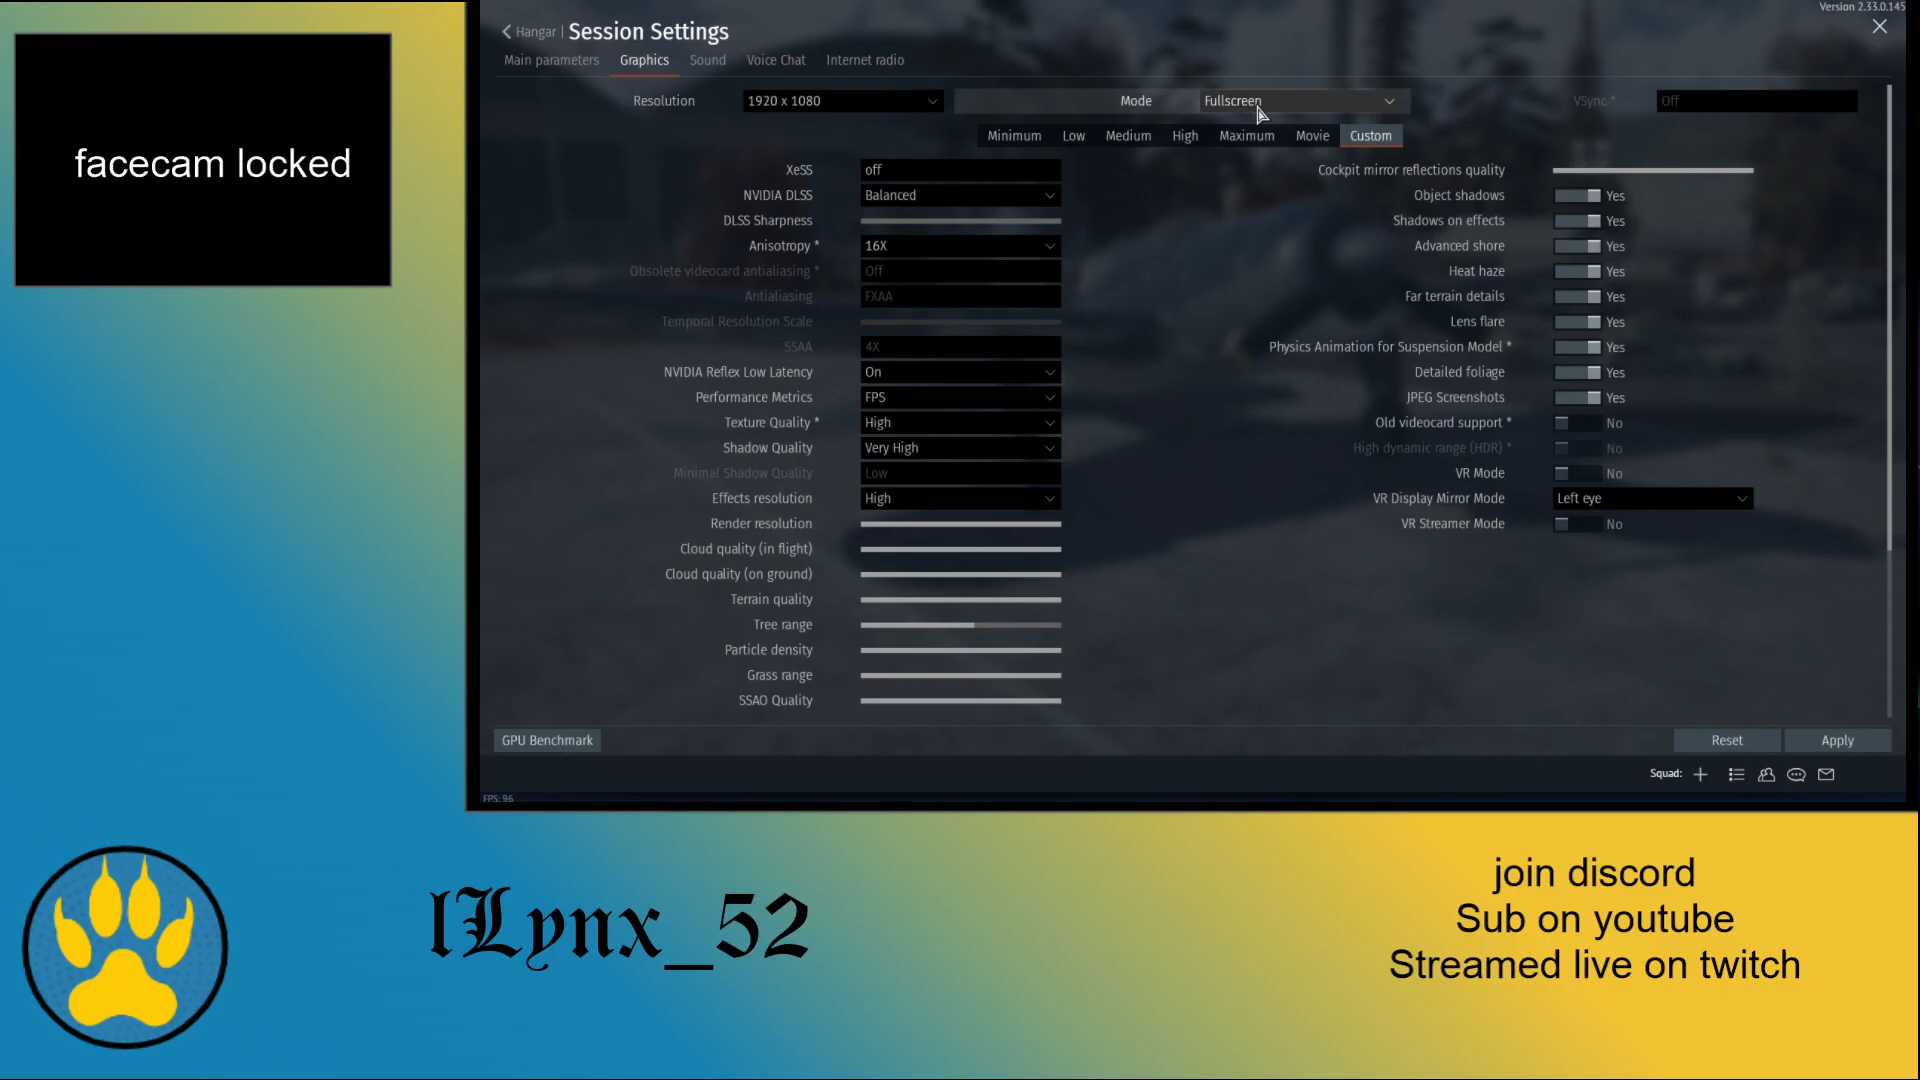 Version 2.33.0.145
Hangar | Session Settings
Main parameters Graphics Sound Voice Chat Internet radio
Resolution 1920 x 1080 Mode Fullscreen VSync * Off
Minimum Low Medium High Maximum Movie Custom
facecam locked
XeSS off
NVIDIA DLSS Balanced
DLSS Sharpness
Anisotropy * 16X
Obsolete videocard antialiasing * Off
Antialiasing FXAA
Temporal Resolution Scale
SSAA 4X
NVIDIA Reflex Low Latency On
Performance Metrics FPS
Texture Quality * High
Shadow Quality Very High
Minimal Shadow Quality Low
Effects resolution High
Render resolution
Cloud quality (in flight)
Cloud quality (on ground)
Terrain quality
Tree range
Particle density
Grass range
SSAO Quality
Cockpit mirror reflections quality
Object shadows Yes
Shadows on effects Yes
Advanced shore Yes
Heat haze Yes
Far terrain details Yes
Lens flare Yes
Physics Animation for Suspension Model * Yes
Detailed foliage Yes
JPEG Screenshots Yes
Old videocard support * No
High dynamic range (HDR) * No
VR Mode No
VR Display Mirror Mode Left eye
VR Streamer Mode No
GPU Benchmark Reset Apply
Squad:
FPS: 96
lLynx_52
join discord
Sub on youtube
Streamed live on twitch